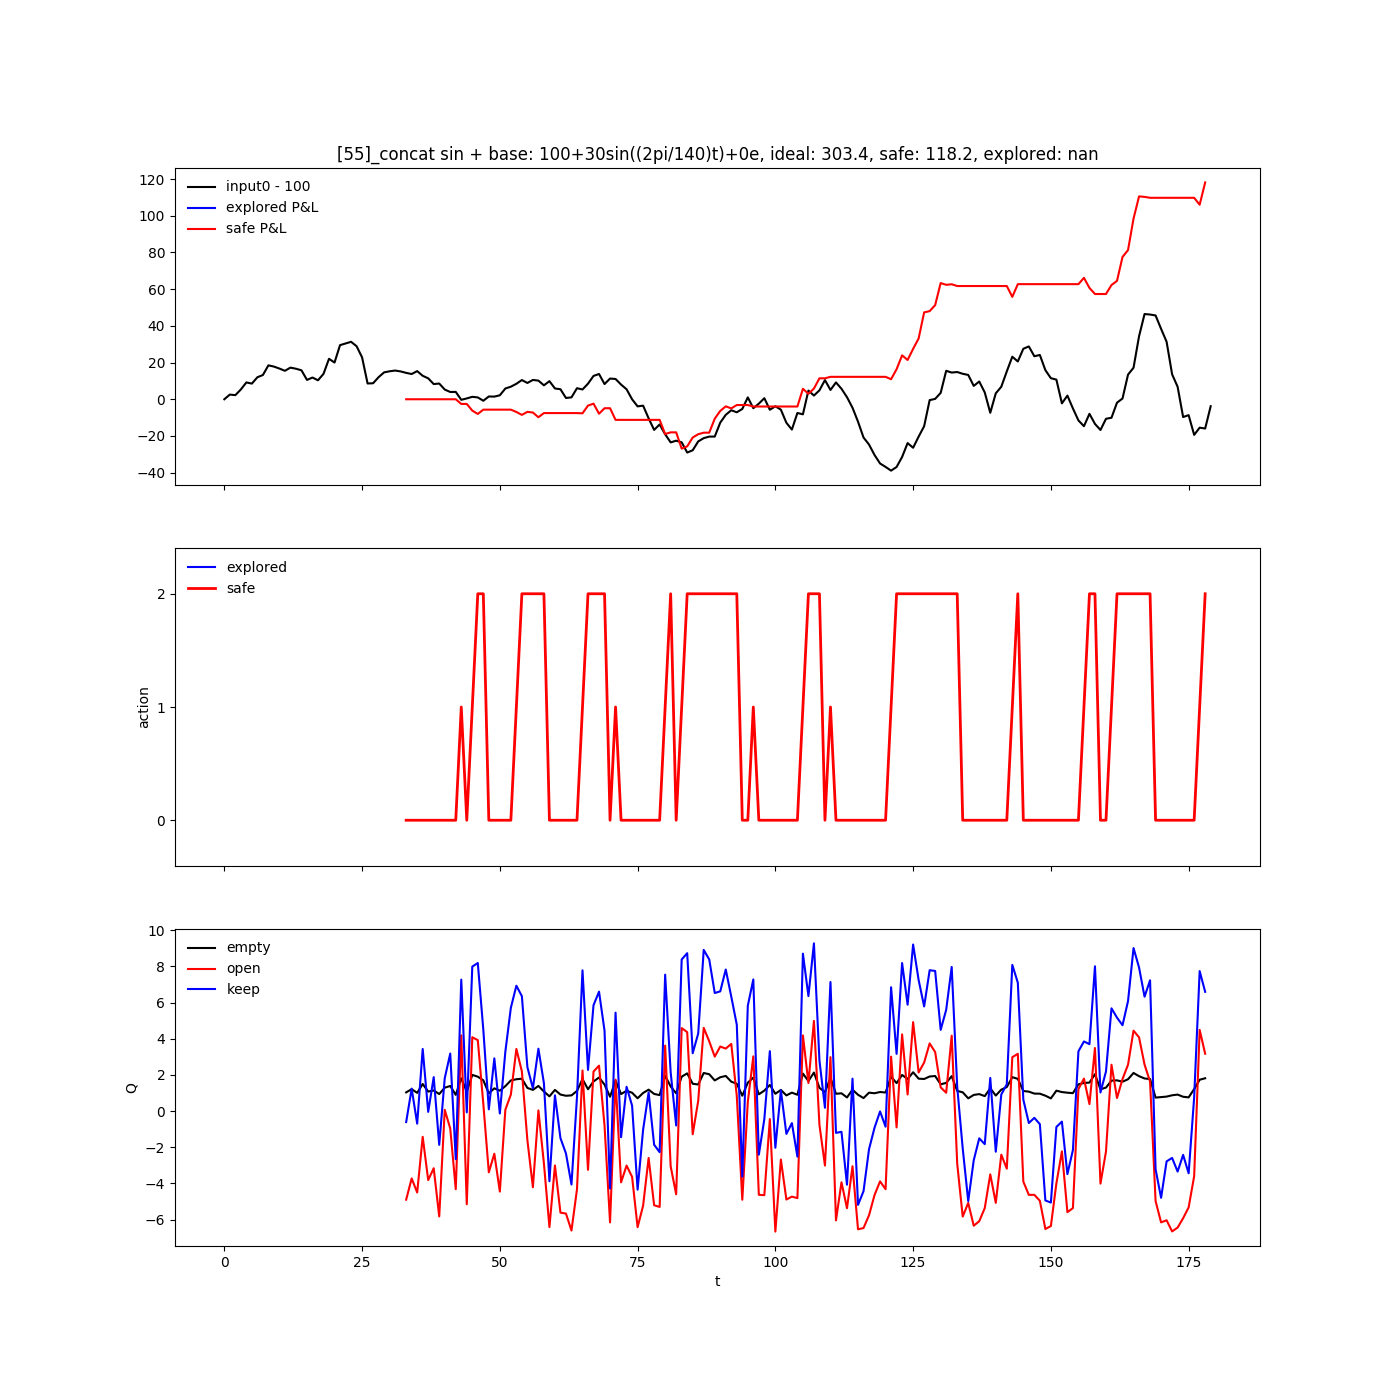 [55]_concat sin + base: 100+30sin((2pi/140)t)+0e, ideal: 303.4, safe: 118.2, explored: nan
120
100
80
60
40
20
0
−20
−40
input0 - 100
explored P&L
safe P&L
2
1
0
action
explored
safe
10
8
6
4
2
0
−2
−4
−6
Q
empty
open
keep
0 25 50 75 100 125 150 175
t